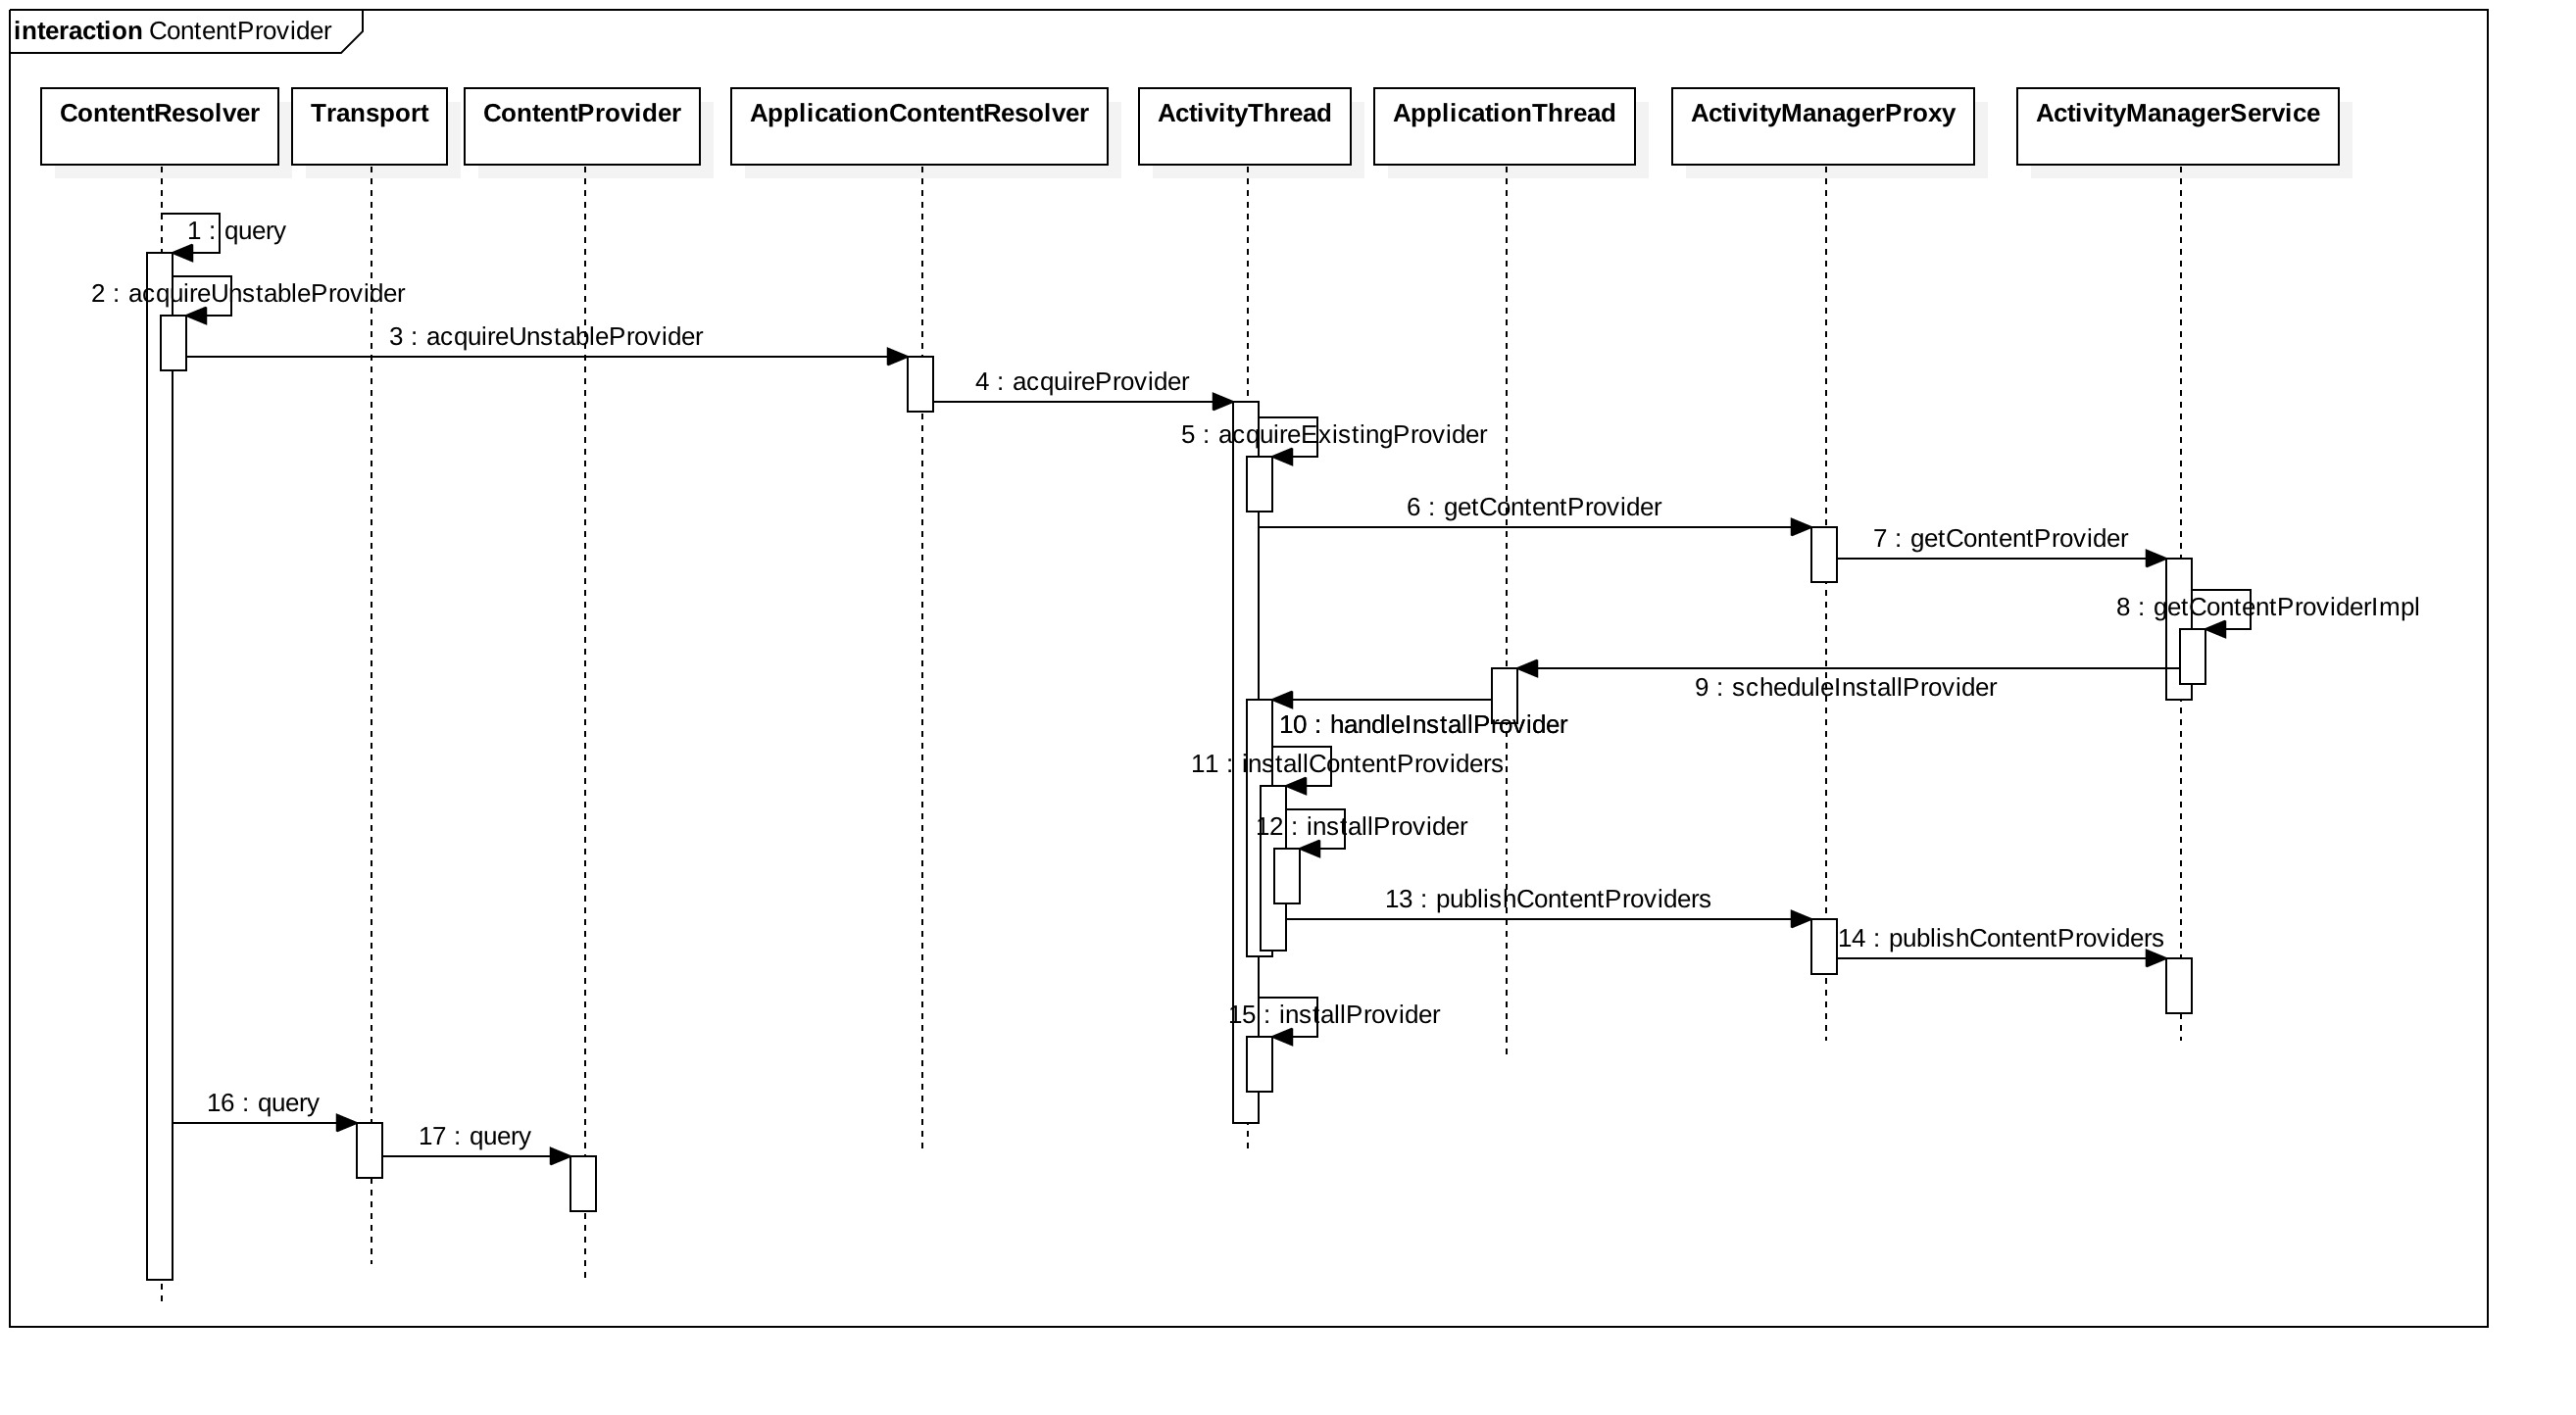 interaction ContentProvider
ContentResolver
Transport
ContentProvider
ApplicationContentResolver
ActivityThread
ApplicationThread
ActivityManagerProxy
ActivityManagerService
1 : query
2 : acquireUnstableProvider
3 : acquireUnstableProvider
4 : acquireProvider
5 : acquireExistingProvider
6 : getContentProvider
7 : getContentProvider
8 : getContentProviderImpl
9 : scheduleInstallProvider
10 : handleInstallProvider
11 : installContentProviders
12 : installProvider
13 : publishContentProviders
14 : publishContentProviders
15 : installProvider
16 : query
17 : query